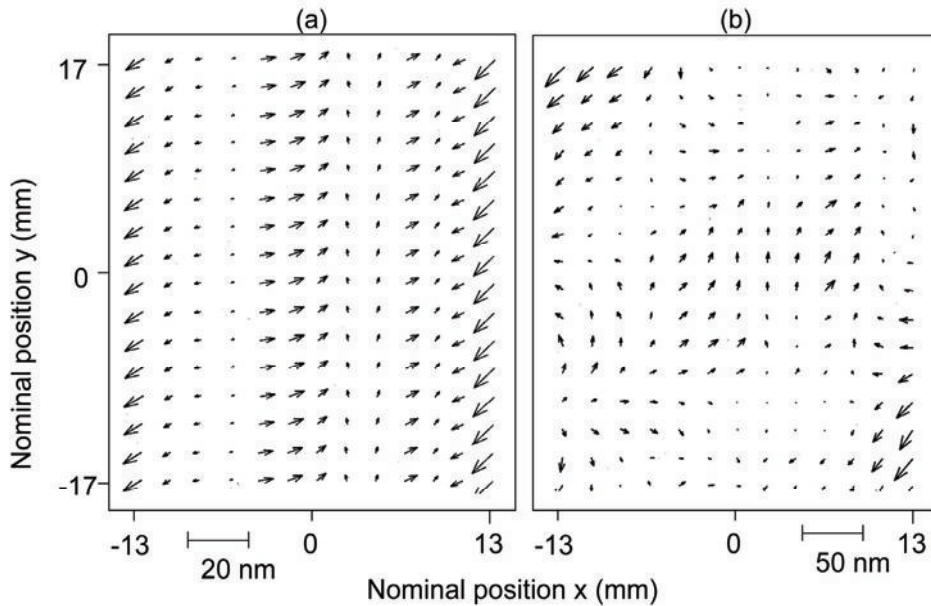 (a)
(b)
17
0
-17
Nominal position y (mm)
-13
0
13
20 nm
-13
0
13
50 nm
Nominal position x (mm)